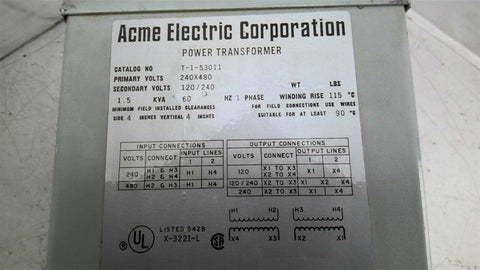 Acme Electric Corporation
POWER TRANSFORMER
CATALOG NO T-1-53011
PRIMARY VOLTS 240X480
SECONDARY VOLTS 120/240 WT LBS
1.5 KVA 60 HZ 1 PHASE WINDING RISE 115 °C
MINIMUM FIELD INSTALLED CLEARANCES FOR FIELD CONNECTIONS USE WIRES
SIDE 4 INCHES VERTICAL 4 INCHES SUITABLE FOR AT LEAST 90 °C
INPUT CONNECTIONS
VOLTS CONNECT INPUT LINES
1 2
240 H1 & H3 H1 H4
H2 & H4
480 H2 & H3 H1 H4
OUTPUT CONNECTIONS
VOLTS CONNECT OUTPUT LINES
1 2
120 X1 TO X3 X1 X4
X2 TO X4
120/240 X2 TO X3 X1 X2 X4
240 X2 TO X3 X1 X4
H1 H2 H3 H4
X4 X3 X2 X1
UL
LISTED 542B
X-3221-L
SA